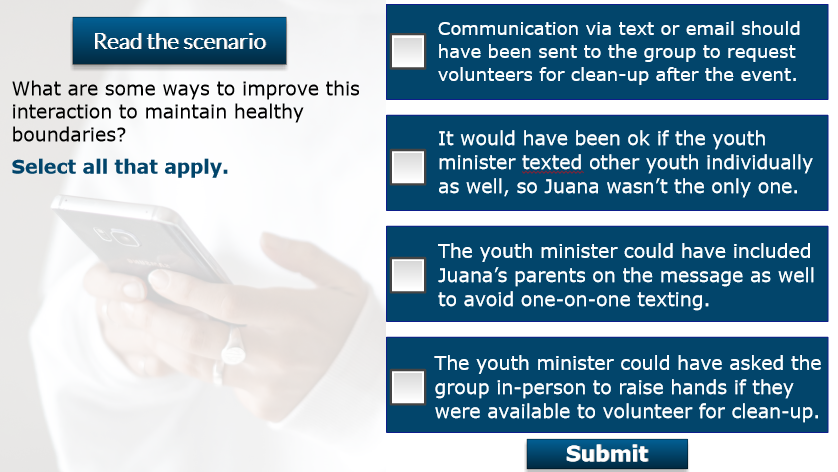 Read the scenario
What are some ways to improve this
interaction to maintain healthy
boundaries?
Select all that apply.
Communication via text or email should
have been sent to the group to request
volunteers for clean-up after the event.
It would have been ok if the youth
minister texted other youth individually
as well, so Juana wasn’t the only one.
The youth minister could have included
Juana’s parents on the message as well
to avoid one-on-one texting.
The youth minister could have asked the
group in-person to raise hands if they
were available to volunteer for clean-up.
Submit